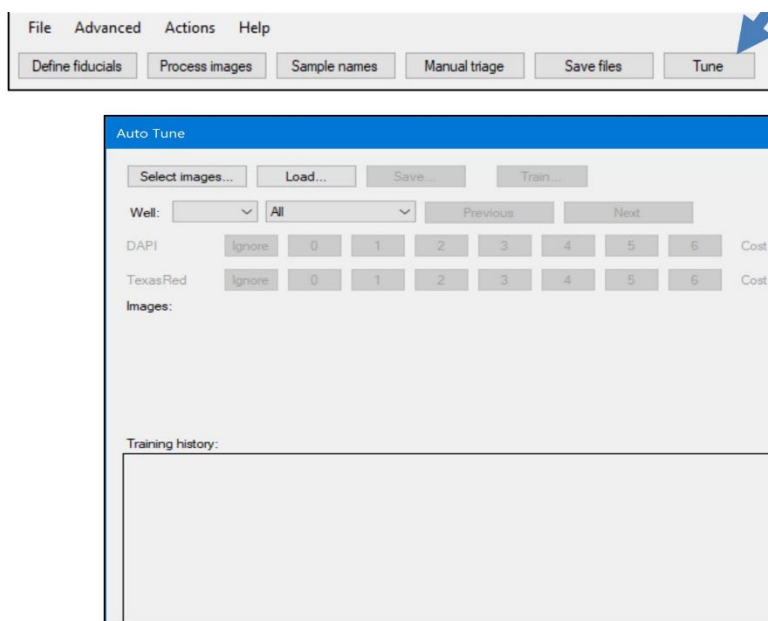 File Advanced Actions Help
Define fiducials Process images Sample names Manual triage Save files Tune
Auto Tune
Select images... Load... Save... Train...
Well: All Previous Next
DAPI Ignore 0 1 2 3 4 5 6 Cost
TexasRed Ignore 0 1 2 3 4 5 6 Cost
Images:
Training history: